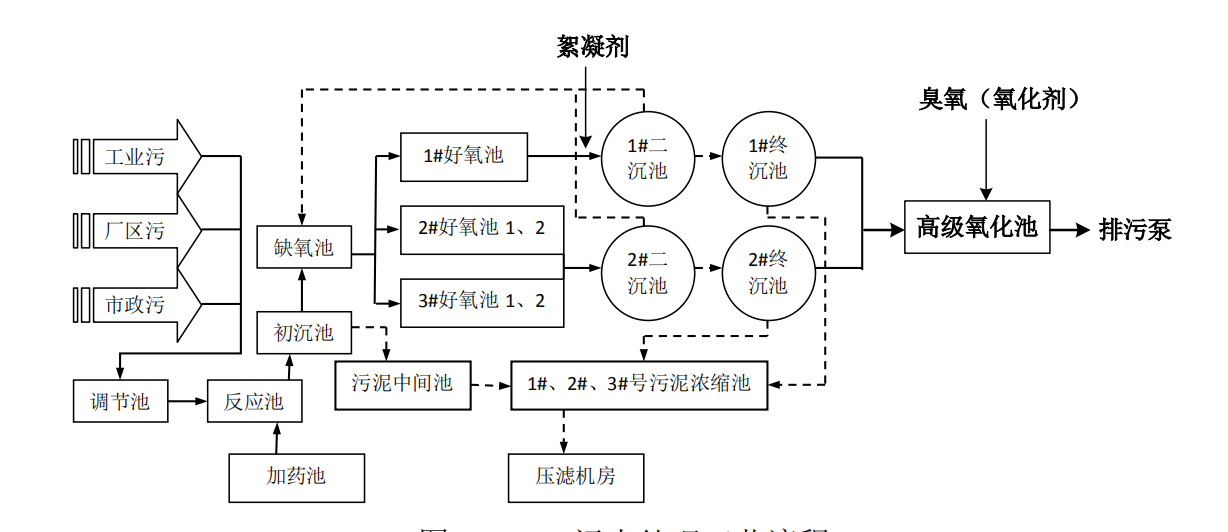 絮凝剂
臭氧（氧化剂）
工业污
1#好氧池
1#二
沉池
1#终
沉池
厂区污
缺氧池
2#好氧池 1、2
高级氧化池
排污泵
市政污
3#好氧池 1、2
2#二
沉池
2#终
沉池
初沉池
污泥中间池
1#、2#、3#号污泥浓缩池
调节池
反应池
加药池
压滤机房